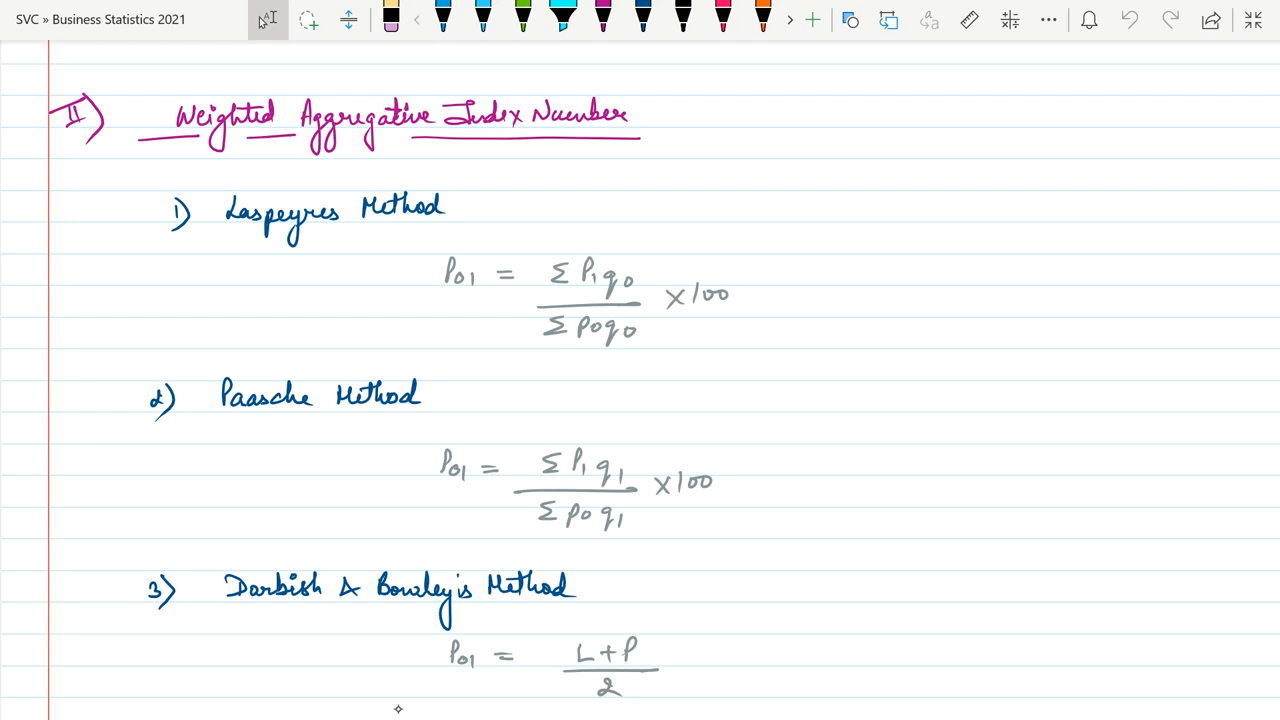 SVC » Business Statistics 2021
II) Weighted Aggregative Index Number
1) Laspeyres Method
P01 = Σ P1q0 / Σ p0q0 × 100
2) Paasche Method
P01 = Σ P1q1 / Σ p0q1 × 100
3) Darbish & Bowley's Method
P01 = L + P / 2